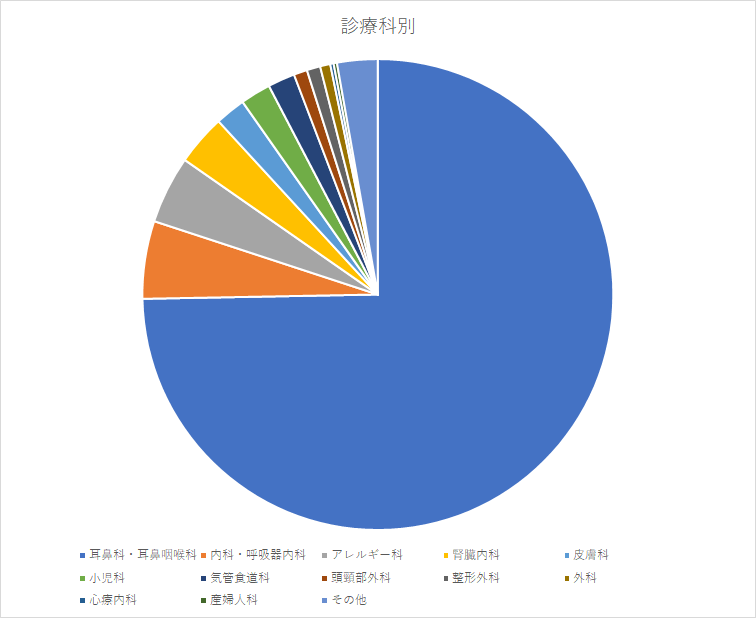 診療科別
耳鼻科・耳鼻咽喉科 内科・呼吸器内科 アレルギー科 腎臓内科 皮膚科
小児科 気管食道科 頭頸部外科 整形外科 外科
心療内科 産婦人科 その他